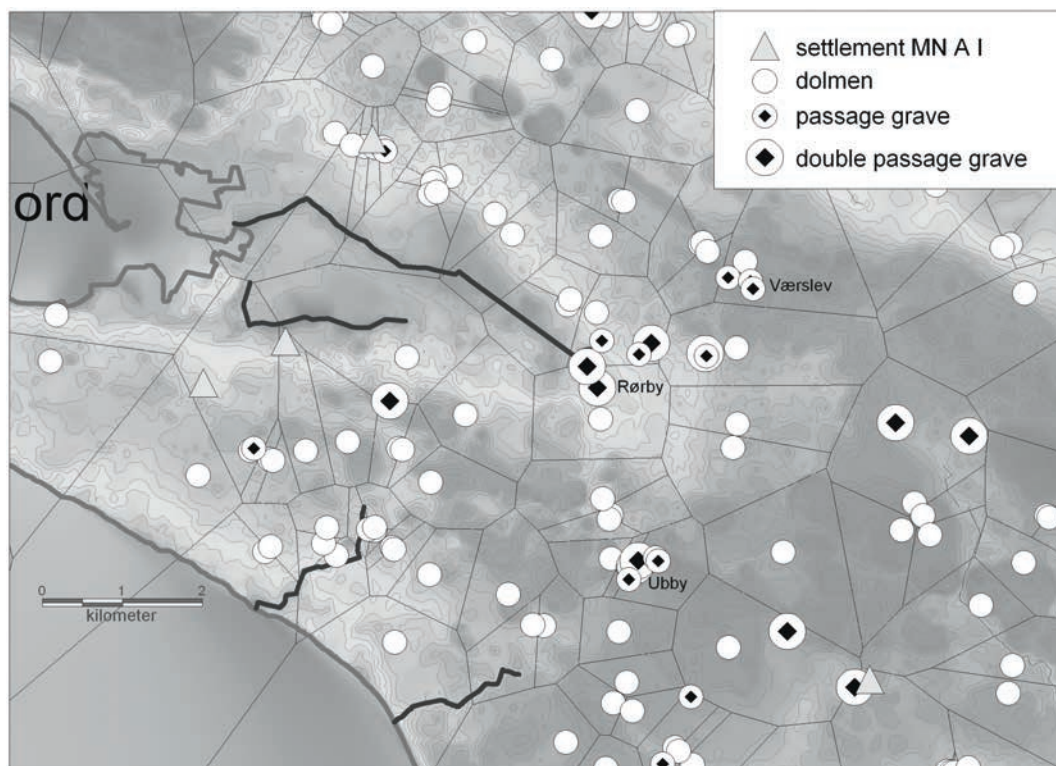 settlement MN A I
dolmen
passage grave
double passage grave
ord
Værslev
Rørby
Ubby
0 1 2
kilometer